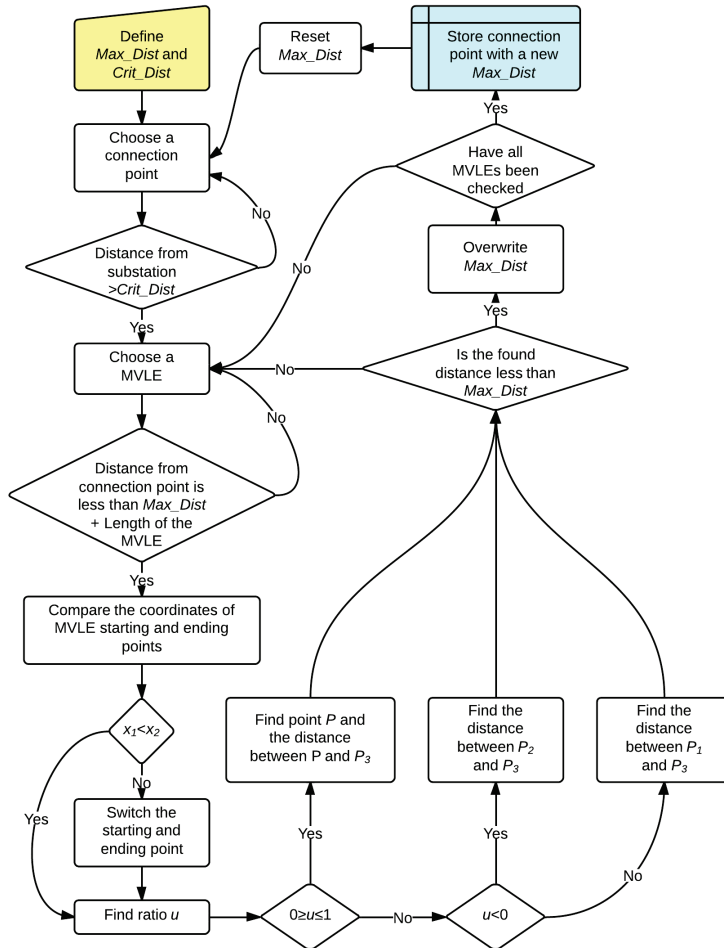 Define
Max_Dist and
Crit_Dist
Reset
Max_Dist
Store connection
point with a new
Max_Dist
Yes
Choose a
connection
point
Have all
MVLEs been
checked
No
No
Distance from
substation
>Crit_Dist
Overwrite
Max_Dist
Yes
Yes
Choose a
MVLE
No
Is the found
distance less than
Max_Dist
No
Distance from
connection point is
less than Max_Dist
+ Length of the
MVLE
Yes
Compare the coordinates of
MVLE starting and ending
points
x1<x2
No
Yes
Switch the
starting and
ending point
Find ratio u
Find point P and
the distance
between P and P3
Find the
distance
between P2
and P3
Find the
distance
between P1
and P3
Yes
Yes
No
0≥u≤1
No
u<0